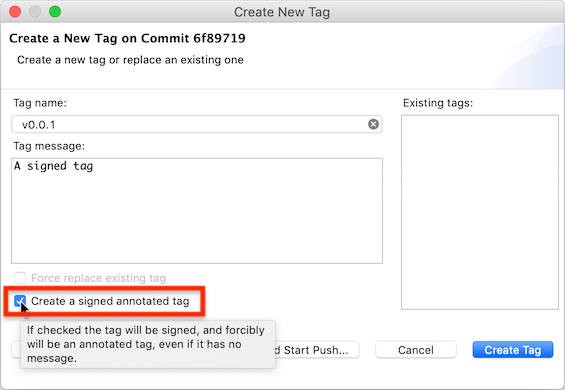 Create New Tag
Create a New Tag on Commit 6f89719
Create a new tag or replace an existing one
Tag name:
Existing tags:
v0.0.1
Tag message:
A signed tag
Force replace existing tag
Create a signed annotated tag
If checked the tag will be signed, and forcibly
will be an annotated tag, even if it has no
message.
Start Push...
Cancel
Create Tag